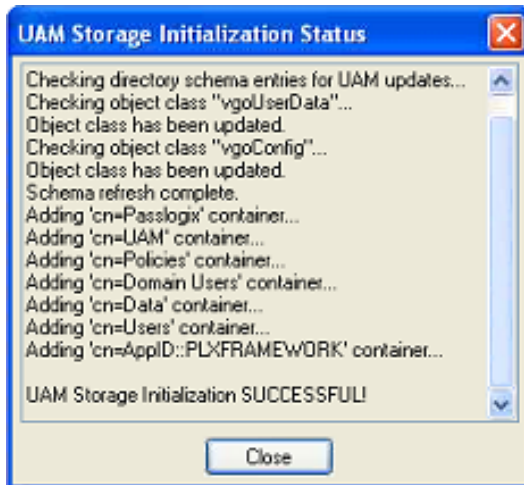 UAM Storage Initialization Status
Checking directory schema entries for UAM updates...
Checking object class "vgoUserData"...
Object class has been updated.
Checking object class "vgoConfig"...
Object class has been updated.
Schema refresh complete.
Adding 'cn=Passlogix' container...
Adding 'cn=UAM' container...
Adding 'cn=Policies' container...
Adding 'cn=Domain Users' container...
Adding 'cn=Data' container...
Adding 'cn=Users' container...
Adding 'cn=AppID::PLXFRAMEWORK' container...
UAM Storage Initialization SUCCESSFUL!
Close